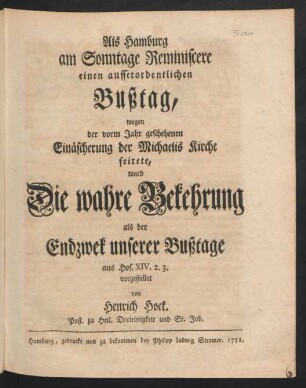 Als Hamburg
am Sonntage Reminiscere
einen ausserordentlichen
Bußtag,
wegen
der vorm Jahr geschehenen
Einäscherung der Michaelis Kirche
feirete,
ward
Die wahre Bekehrung
als der
Endzwek unserer Bußtage
aus Hos. XIV. 2. 3.
vorgestellet
von
Henrich Hoek.
Past. zu Heil. Dreieinigkeit und St. Job.
Hamburg, gedruckt und zu bekommen bey Philipp Ludwig Stromer. 1751.